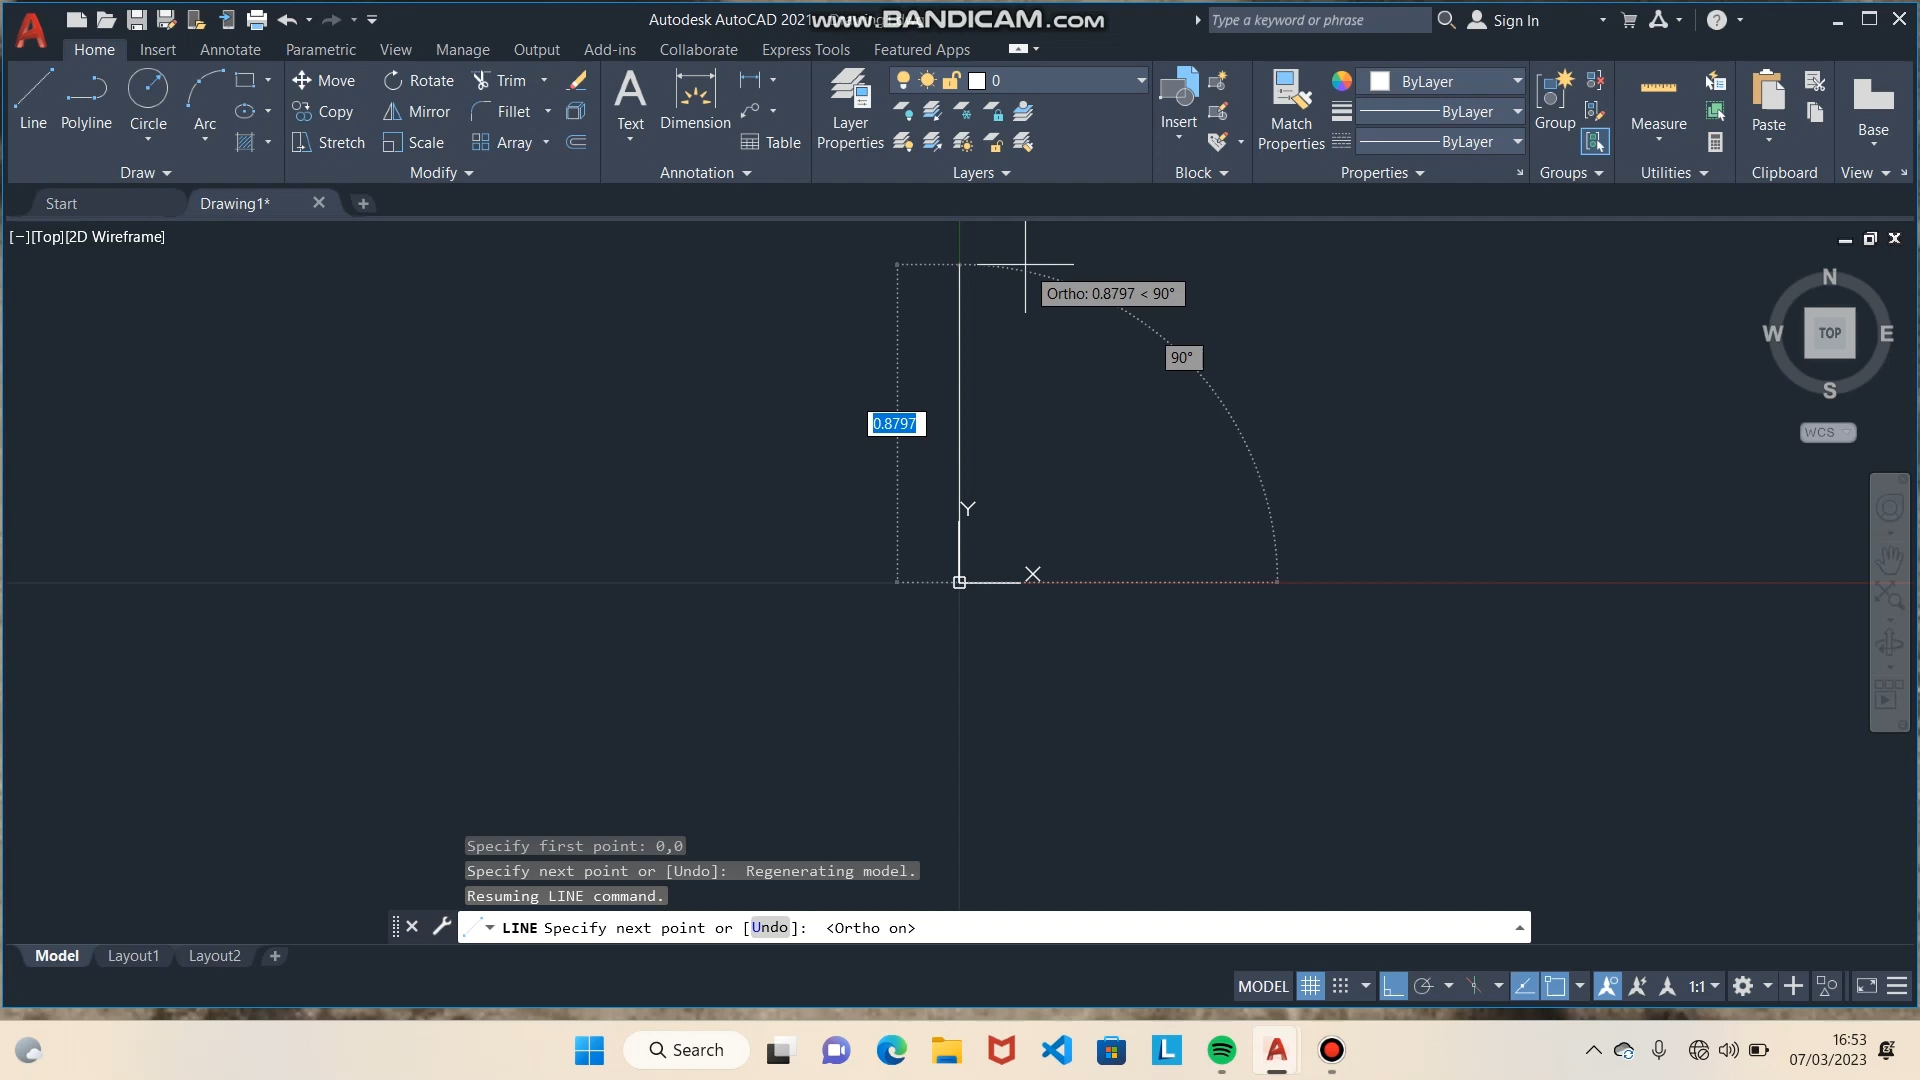 Autodesk AutoCAD 2021
www.BANDICAM.com
Type a keyword or phrase
Sign In
Home Insert Annotate Parametric View Manage Output Add-ins Collaborate Express Tools Featured Apps
Line Polyline Circle Arc
Move Rotate Trim
Copy Mirror Fillet
Stretch Scale Array
Text Dimension Table
Layer Properties
0
Insert
Match Properties
ByLayer
ByLayer
ByLayer
Group
Measure
Paste
Base
Draw Modify Annotation Layers Block Properties Groups Utilities Clipboard View
Start Drawing1*
[−][Top][2D Wireframe]
N
W TOP E
S
WCS
Ortho: 0.8797 < 90°
90°
0.8797
Y
X
Specify first point: 0,0
Specify next point or [Undo]:  Regenerating model.
Resuming LINE command.
LINE Specify next point or [Undo]:  <Ortho on>
Model Layout1 Layout2
MODEL 1:1
Search
L
16:53
07/03/2023